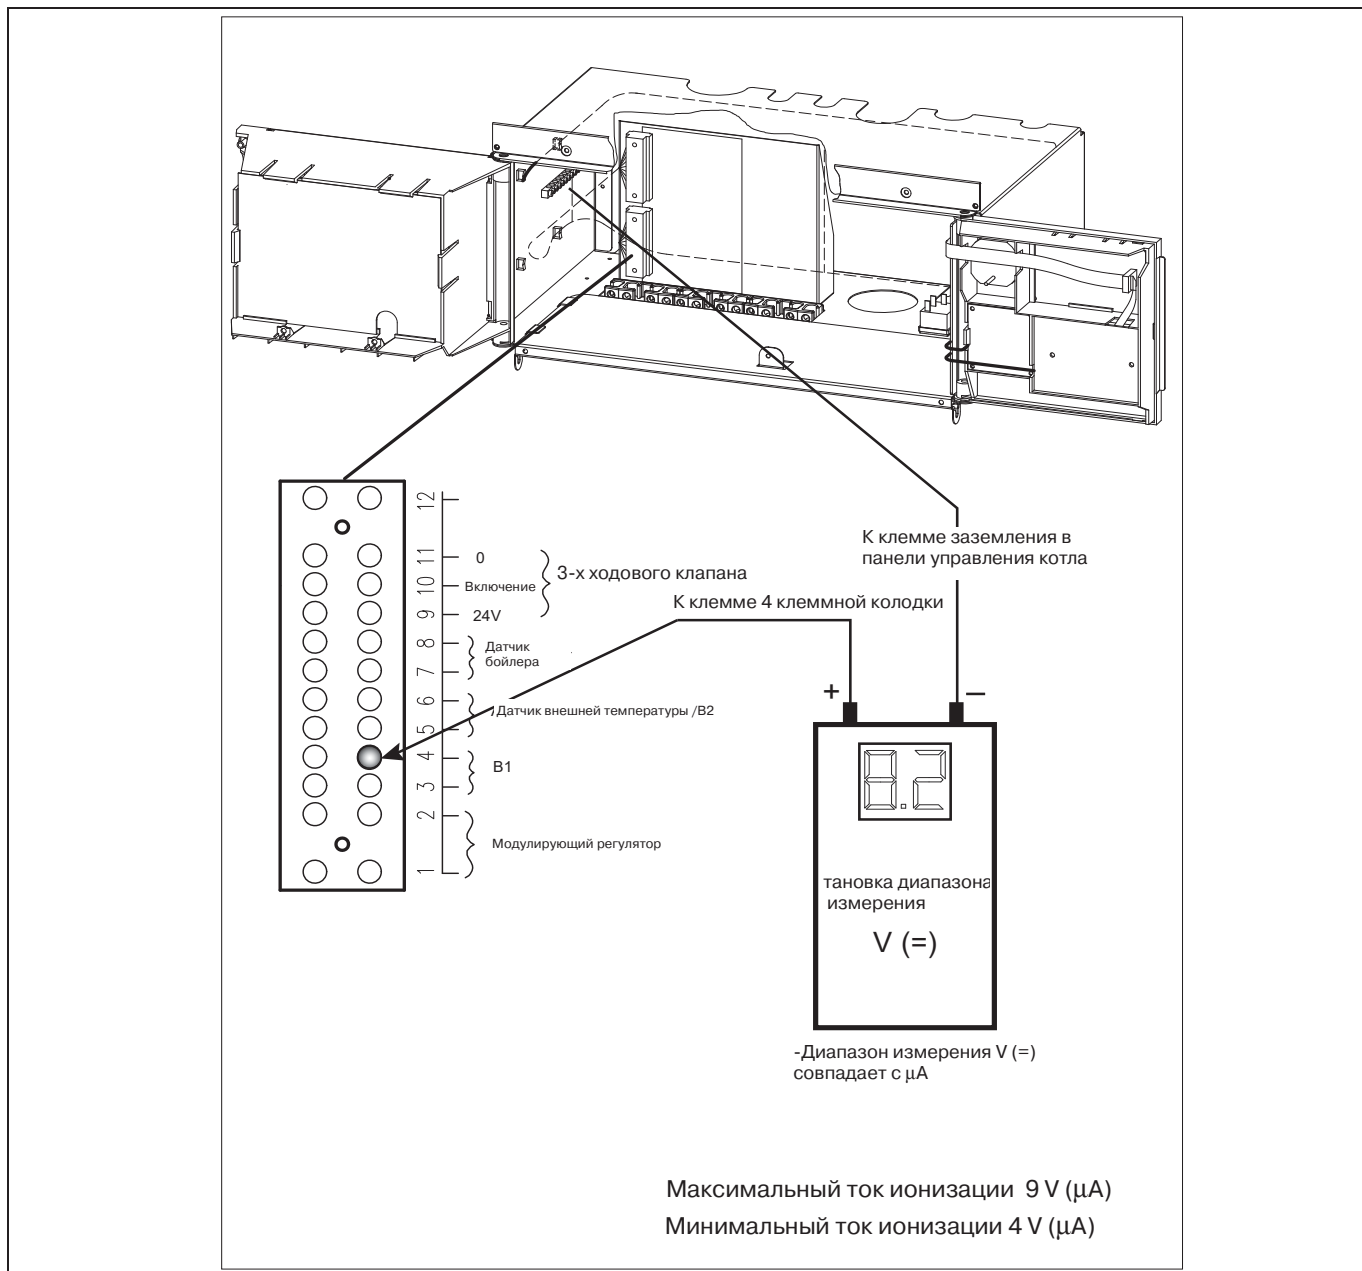 К клемме заземления в
панели управления котла
К клемме 4 клеммной колодки
12
11
0
10
Включение
3-х ходового клапана
9
24V
8
Датчик
бойлера
7
6
Датчик внешней температуры /B2
5
4
B1
3
2
Модулирующий регулятор
1
+
–
8.2
тановка диапазона
измерения
V (=)
-Диапазон измерения V (=)
совпадает с µA
Максимальный ток ионизации 9 V (µA)
Минимальный ток ионизации 4 V (µA)